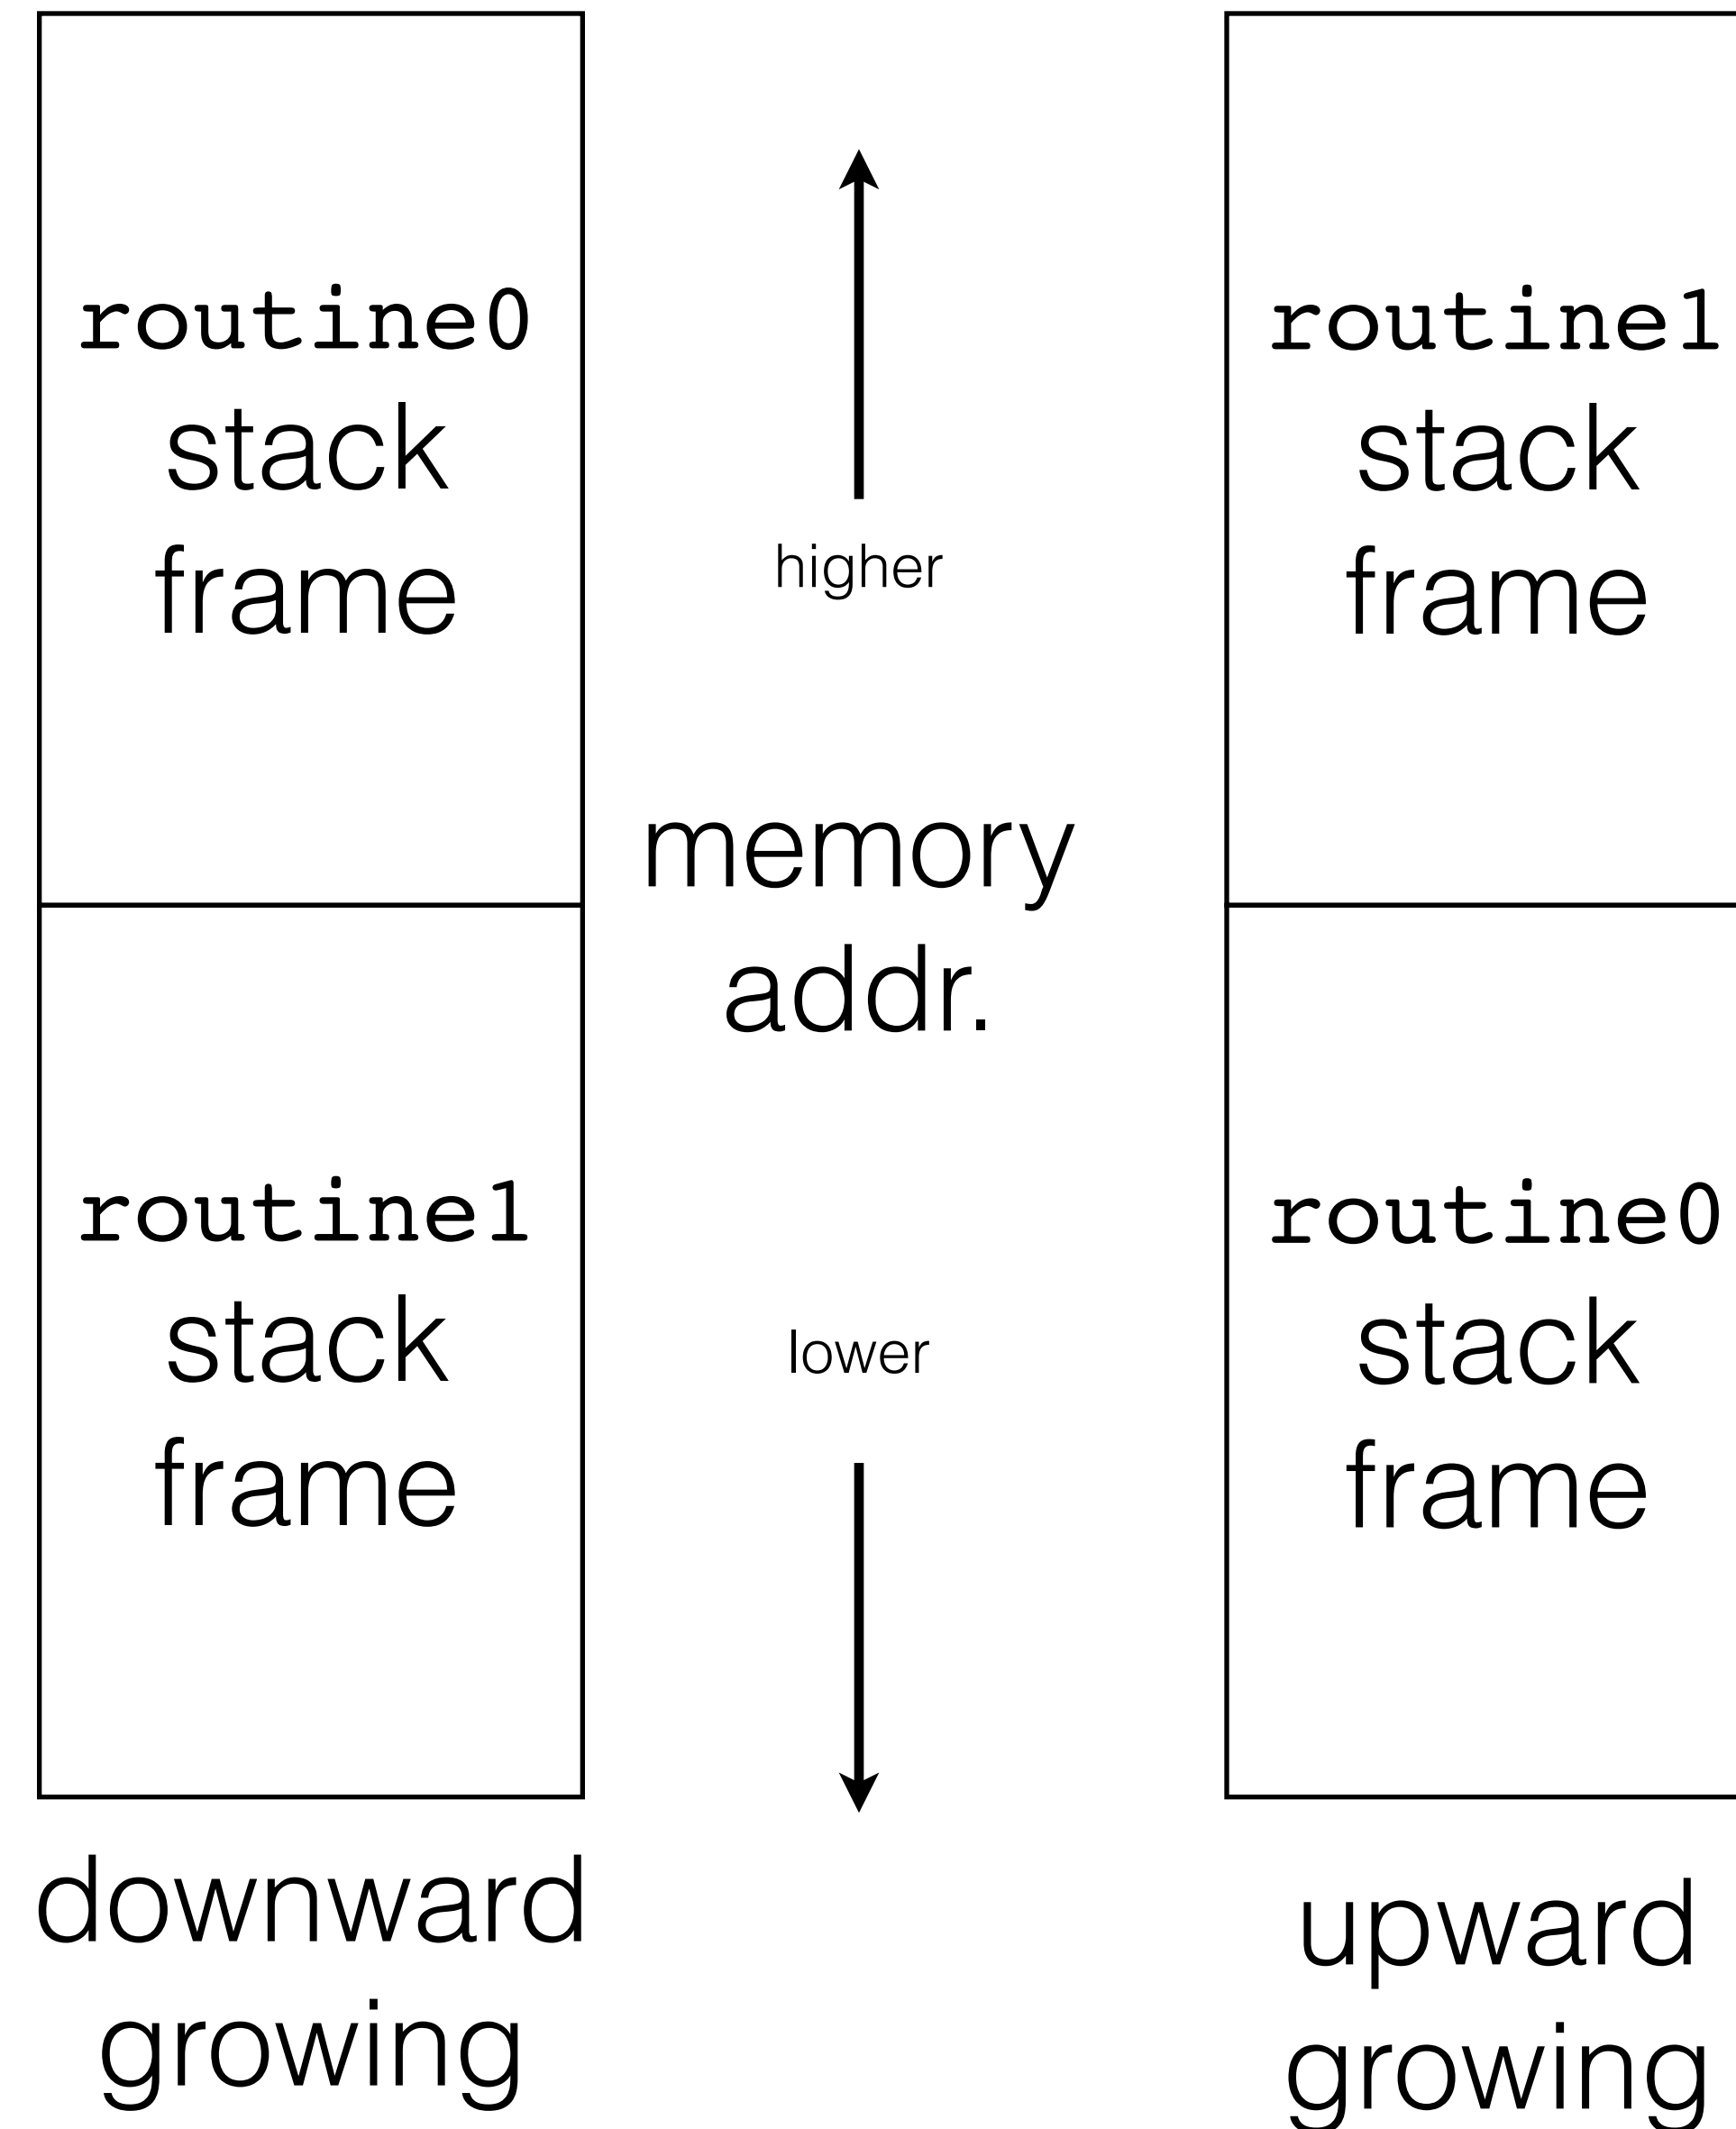 routine0
stack
frame
routine1
stack
frame
downward
growing
higher
memory
addr.
lower
routine1
stack
frame
routine0
stack
frame
upward
growing